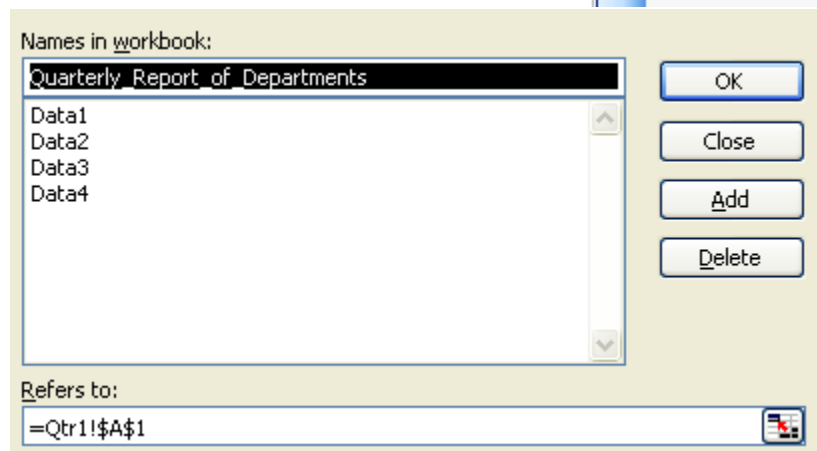 Names in workbook:
Quarterly_Report_of_Departments
OK
Data1
Data2
Close
Data3
Data4
Add
Delete
Refers to:
=Qtr1!$A$1